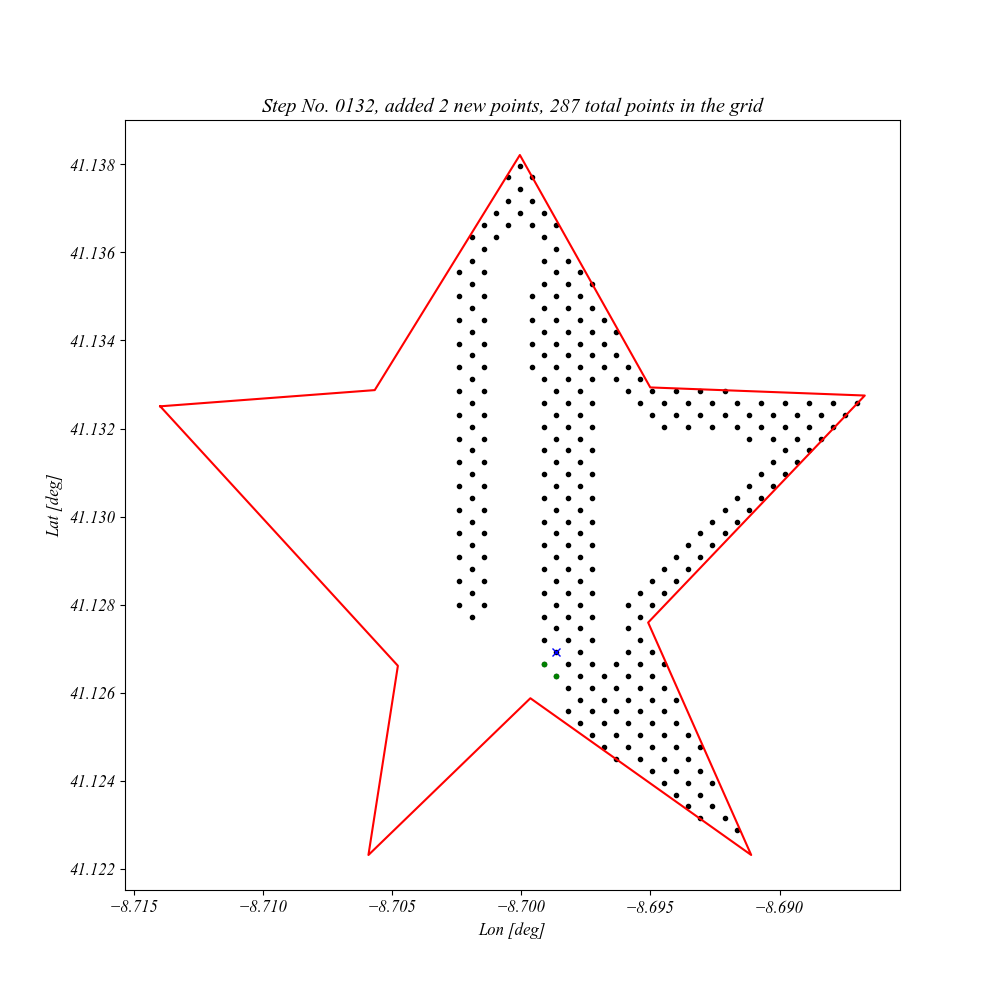 Step No. 0132, added 2 new points, 287 total points in the grid
41.138
41.136
41.134
41.132
41.130
41.128
41.126
41.124
41.122
Lat [deg]
−8.715 −8.710 −8.705 −8.700 −8.695 −8.690
Lon [deg]